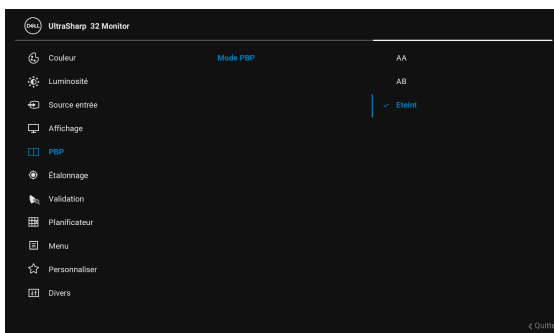 DELL UltraSharp 32 Monitor
Couleur Mode PBP AA
Luminosité AB
Source entrée Eteint
Affichage
PBP
Étalonnage
Validation
Planificateur
Menu
Personnaliser
Divers